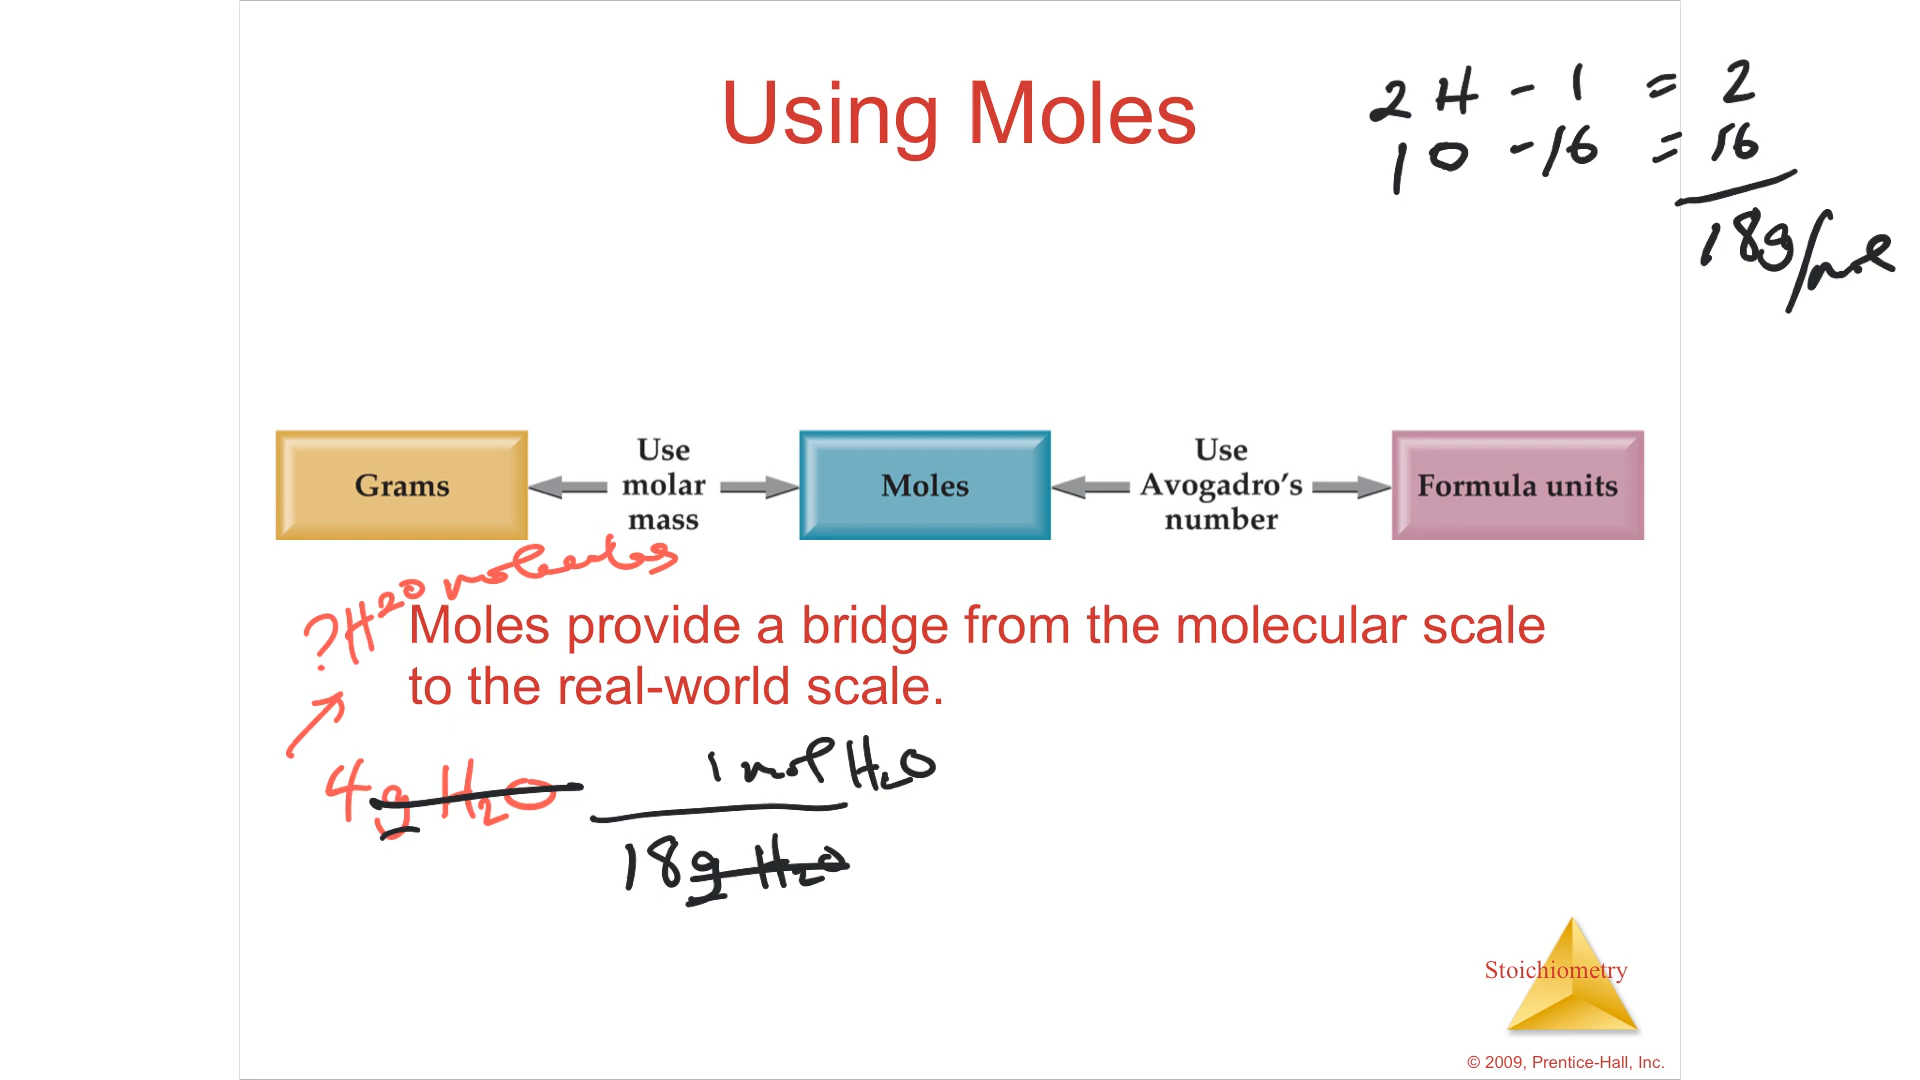 Using Moles
2 H - 1 = 2
1 O - 16 = 16
18g/mol
Grams
Use
molar
mass
Moles
Use
Avogadro's
number
Formula units
? H2O molecules
Moles provide a bridge from the molecular scale
to the real-world scale.
4g H2O
1 mol H2O
18g H2O
Stoichiometry
© 2009, Prentice-Hall, Inc.